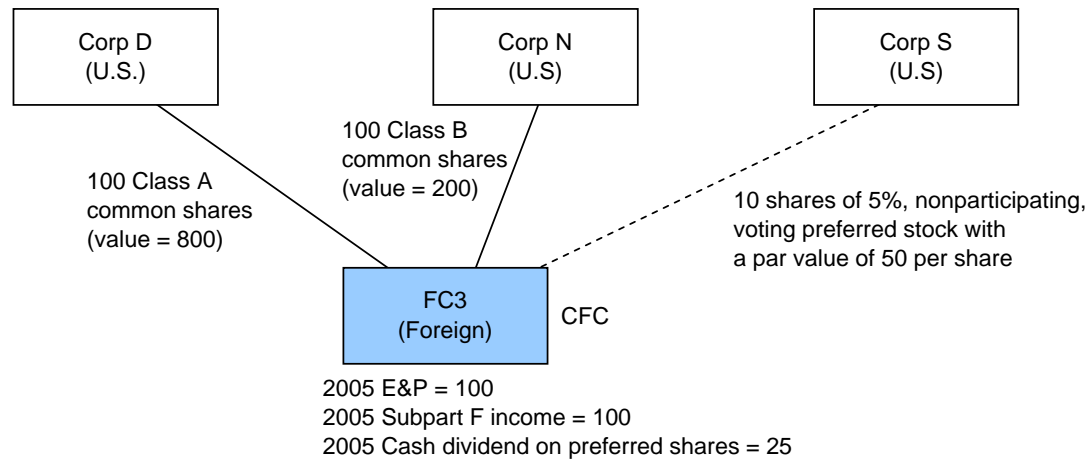 Corp D
(U.S.)
Corp N
(U.S)
Corp S
(U.S)
100 Class A
common shares
(value = 800)
100 Class B
common shares
(value = 200)
10 shares of 5%, nonparticipating,
voting preferred stock with
a par value of 50 per share
FC3
(Foreign)
CFC
2005 E&P = 100
2005 Subpart F income = 100
2005 Cash dividend on preferred shares = 25